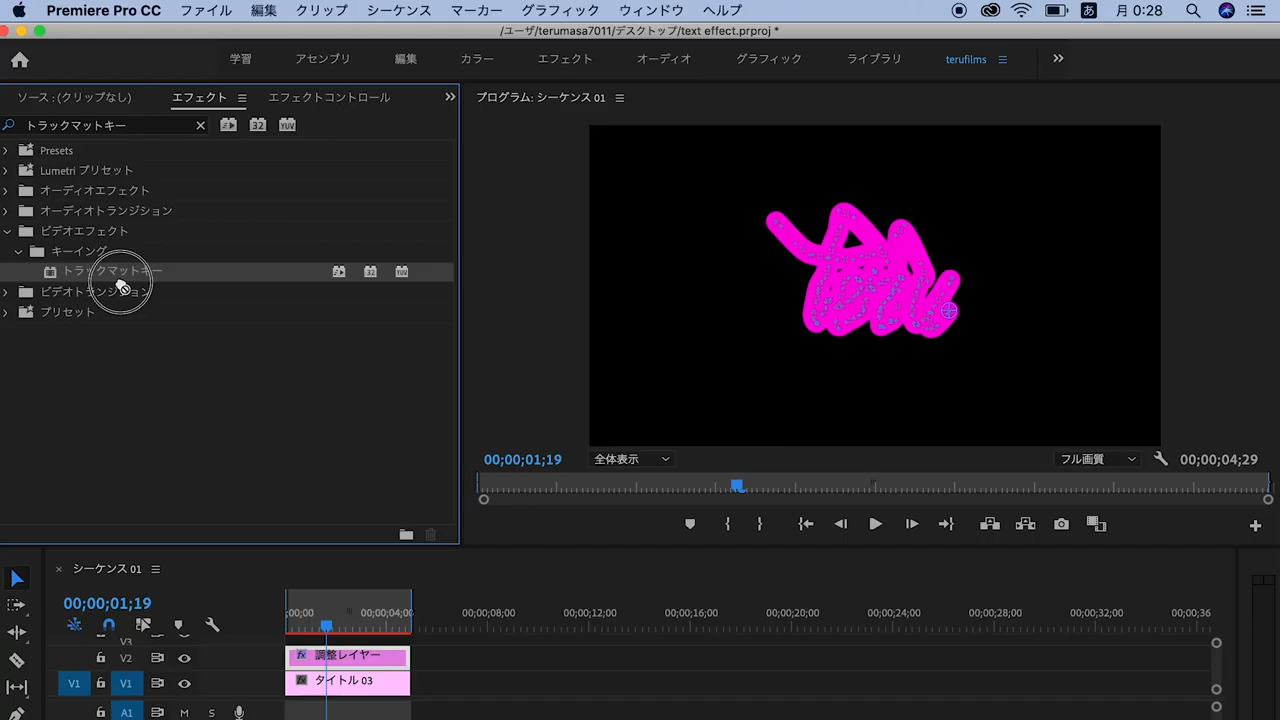 Premiere Pro CC ファイル 編集 クリップ シーケンス マーカー グラフィック ウィンドウ ヘルプ あ 月 0:28
/ユーザ/terumasa7011/デスクトップ/text effect.prproj *
学習 アセンブリ 編集 カラー エフェクト オーディオ グラフィック ライブラリ terufilms
ソース : (クリップなし) エフェクト エフェクトコントロール プログラム: シーケンス 01
トラックマットキー 32 YUV
Presets
Lumetri プリセット
オーディオエフェクト
オーディオトランジション
ビデオエフェクト
キーイング
トラックマットキー 32 YUV
ビデオトランジション
プリセット
00;00;01;19 全体表示 フル画質 00;00;04;29
シーケンス 01
00;00;01;19
;00;00 00;00;04;00 00;00;08;00 00;00;12;00 00;00;16;00 00;00;20;00 00;00;24;00 00;00;28;00 00;00;32;00 00;00;36
V3
V2 fx 調整レイヤー
V1 V1 fx タイトル 03
A1 M S